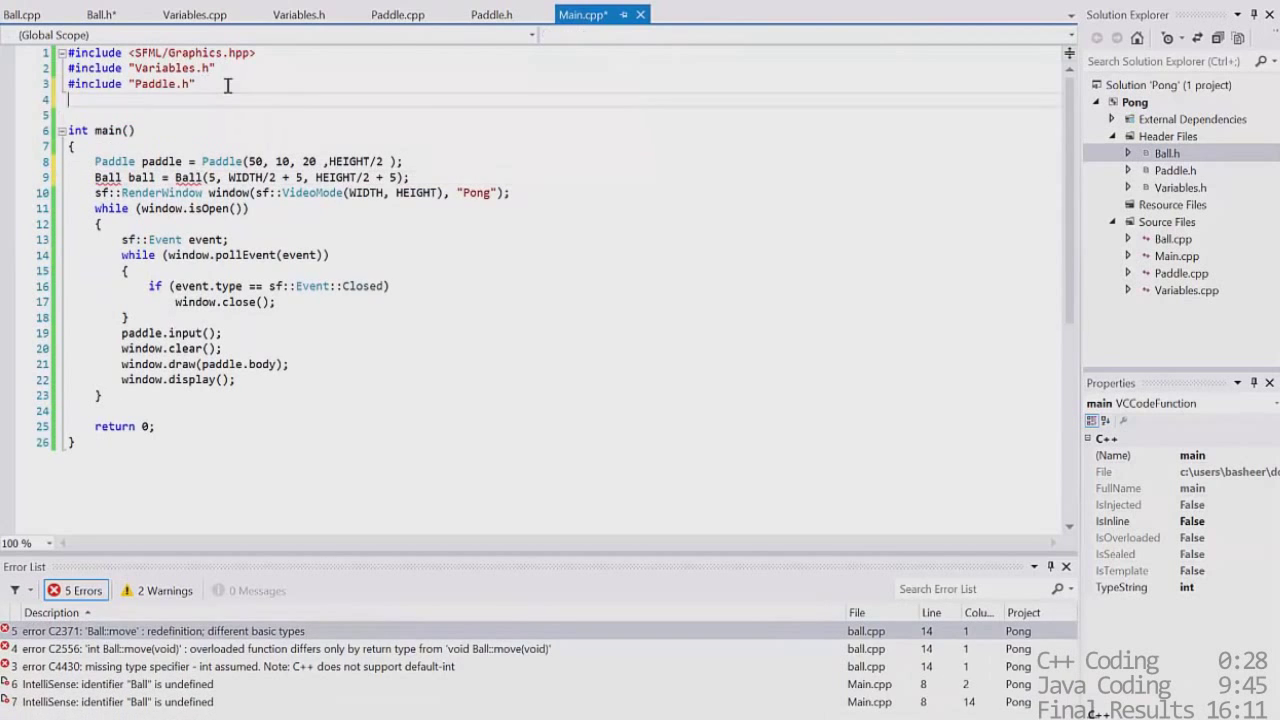 Ball.cpp Ball.h* Variables.cpp Variables.h Paddle.cpp Paddle.h Main.cpp*
(Global Scope)
1 #include <SFML/Graphics.hpp>
2 #include "Variables.h"
3 #include "Paddle.h"
4
5
6 int main()
7 {
8 Paddle paddle = Paddle(50, 10, 20 ,HEIGHT/2 );
9 Ball ball = Ball(5, WIDTH/2 + 5, HEIGHT/2 + 5);
10 sf::RenderWindow window(sf::VideoMode(WIDTH, HEIGHT), "Pong");
11 while (window.isOpen())
12 {
13 sf::Event event;
14 while (window.pollEvent(event))
15 {
16 if (event.type == sf::Event::Closed)
17 window.close();
18 }
19 paddle.input();
20 window.clear();
21 window.draw(paddle.body);
22 window.display();
23 }
24
25 return 0;
26 }
100 %
Error List
5 Errors 2 Warnings 0 Messages Search Error List
Description File Line Colu... Project
5 error C2371: 'Ball::move' : redefinition; different basic types ball.cpp 14 1 Pong
4 error C2556: 'int Ball::move(void)' : overloaded function differs only by return type from 'void Ball::move(void)' ball.cpp 14 1 Pong
3 error C4430: missing type specifier - int assumed. Note: C++ does not support default-int ball.cpp 14 1 Pong
6 IntelliSense: identifier "Ball" is undefined Main.cpp 8 2 Pong
7 IntelliSense: identifier "Ball" is undefined Main.cpp 8 14 Pong
Solution Explorer
Search Solution Explorer (Ctrl+;)
Solution 'Pong' (1 project)
Pong
External Dependencies
Header Files
Ball.h
Paddle.h
Variables.h
Resource Files
Source Files
Ball.cpp
Main.cpp
Paddle.cpp
Variables.cpp
Properties
main VCCodeFunction
C++
(Name) main
File c:\users\basheer\do
FullName main
IsInjected False
IsInline False
IsOverloaded False
IsSealed False
IsTemplate False
TypeString int
C++ Coding 0:28
Java Coding 9:45
Final Results 16:11
C++